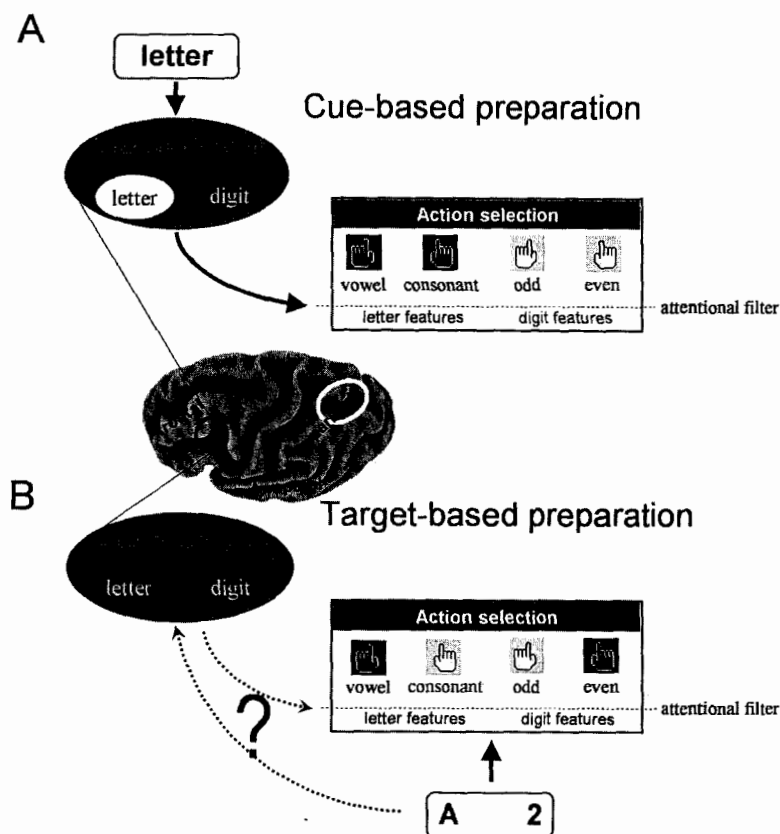 A
letter
Cue-based preparation
letter digit
Action selection
vowel consonant odd even
letter features digit features
attentional filter
B
Target-based preparation
letter digit
Action selection
vowel consonant odd even
letter features digit features
attentional filter
?
A 2